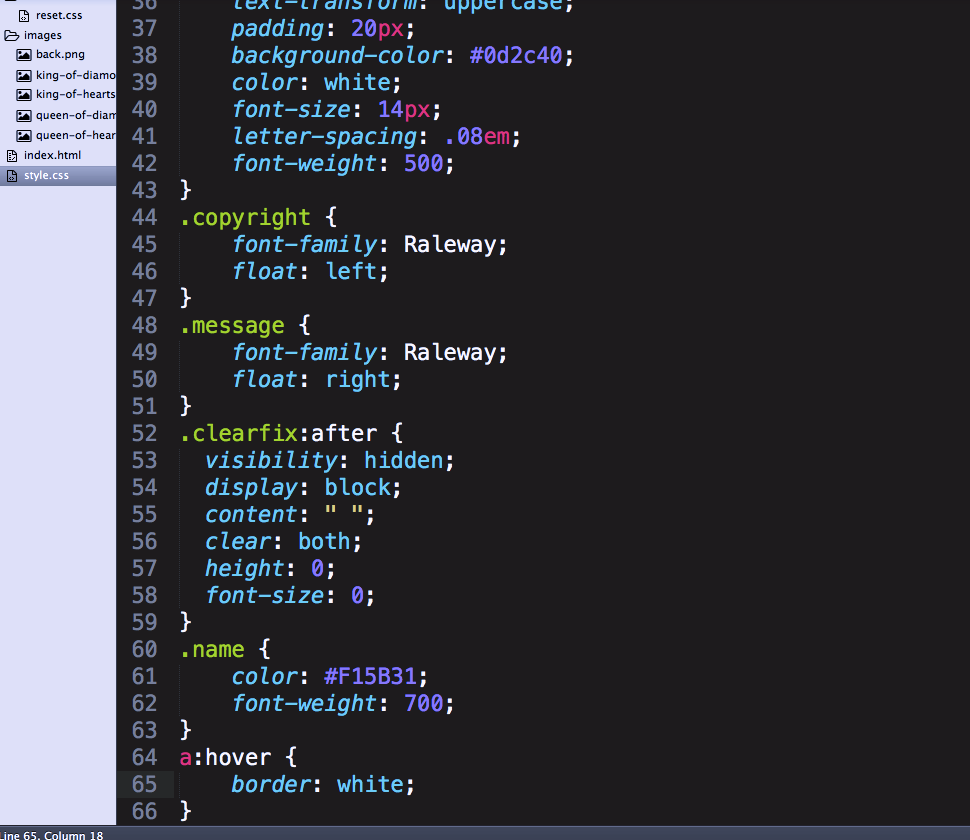 reset.css
images
back.png
king-of-diamo
king-of-hearts
queen-of-diam
queen-of-hear
index.html
style.css
36 text-transform: uppercase;
37 padding: 20px;
38 background-color: #0d2c40;
39 color: white;
40 font-size: 14px;
41 letter-spacing: .08em;
42 font-weight: 500;
43 }
44 .copyright {
45 font-family: Raleway;
46 float: left;
47 }
48 .message {
49 font-family: Raleway;
50 float: right;
51 }
52 .clearfix:after {
53 visibility: hidden;
54 display: block;
55 content: " ";
56 clear: both;
57 height: 0;
58 font-size: 0;
59 }
60 .name {
61 color: #F15B31;
62 font-weight: 700;
63 }
64 a:hover {
65 border: white;
66 }
Line 65, Column 18